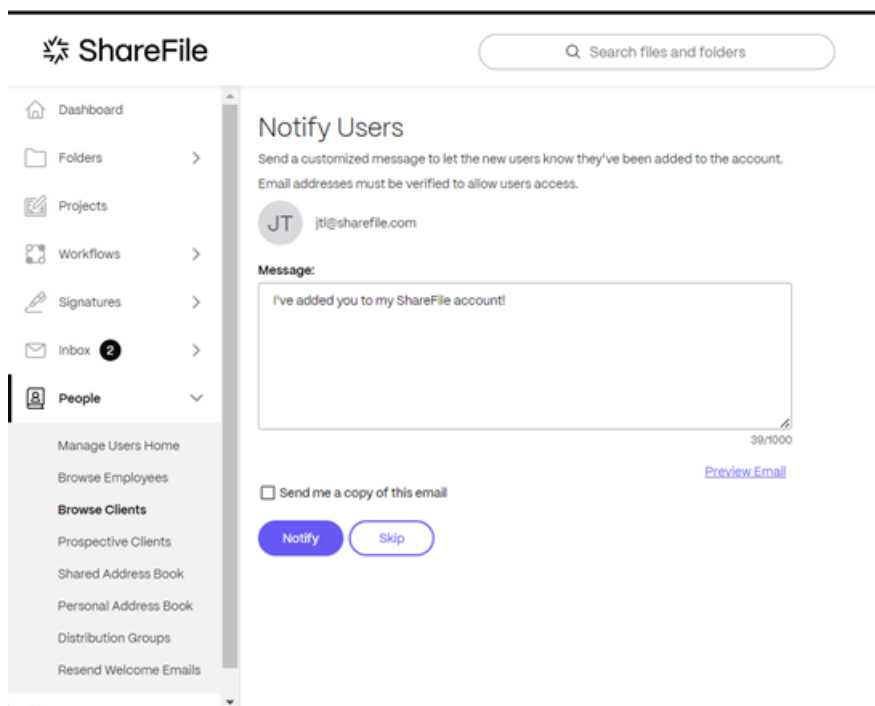 ShareFile
Search files and folders
Dashboard
Folders
Projects
Workflows
Signatures
Inbox 2
People
Manage Users Home
Browse Employees
Browse Clients
Prospective Clients
Shared Address Book
Personal Address Book
Distribution Groups
Resend Welcome Emails
Notify Users
Send a customized message to let the new users know they've been added to the account.
Email addresses must be verified to allow users access.
JT jtl@sharefile.com
Message:
I've added you to my ShareFile account!
39/1000
Preview Email
Send me a copy of this email
Notify Skip